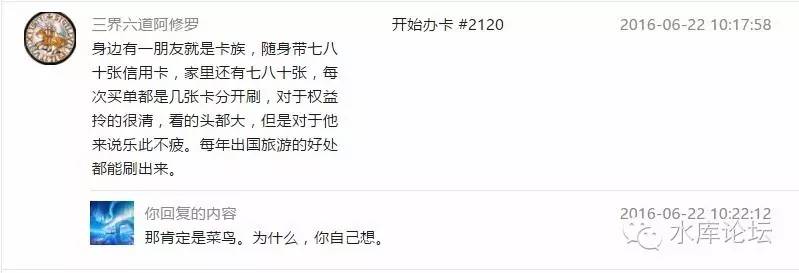 三界六道阿修罗 开始办卡 #2120 2016-06-22 10:17:58
身边有一朋友就是卡族，随身带七八
十张信用卡，家里还有七八十张，每
次买单都是几张卡分开刷，对于权益
拎的很清，看的头都大，但是对于他
来说乐此不疲。每年出国旅游的好处
都能刷出来。
你回复的内容 2016-06-22 10:22:12
那肯定是菜鸟。为什么，你自己想。
水库论坛